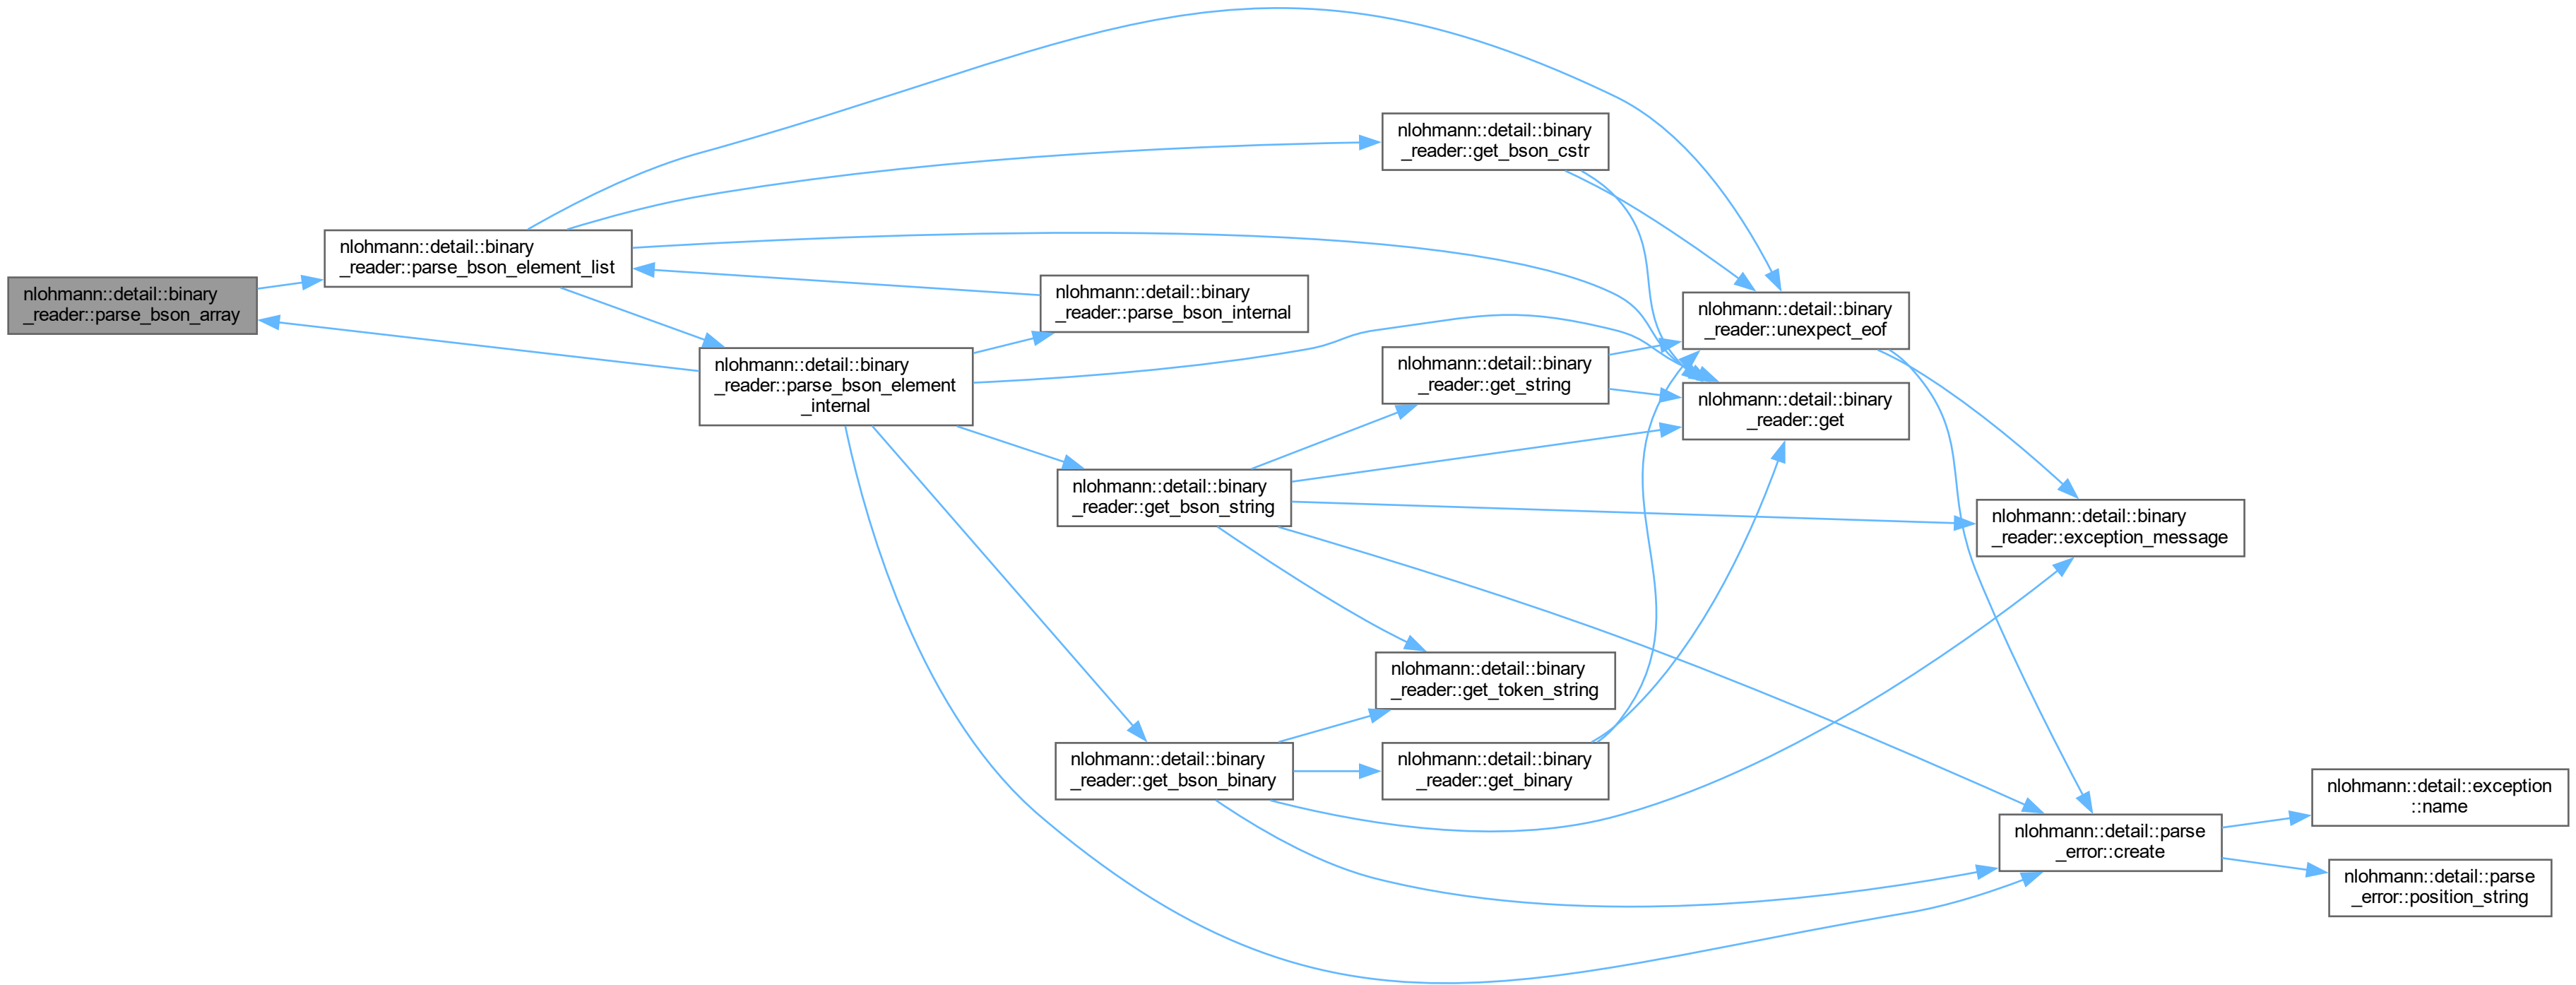 nlohmann::detail::binary
_reader::parse_bson_array
nlohmann::detail::binary
_reader::parse_bson_element_list
nlohmann::detail::binary
_reader::parse_bson_element
_internal
nlohmann::detail::binary
_reader::parse_bson_internal
nlohmann::detail::binary
_reader::get_bson_string
nlohmann::detail::binary
_reader::get_bson_binary
nlohmann::detail::binary
_reader::get_bson_cstr
nlohmann::detail::binary
_reader::get_string
nlohmann::detail::binary
_reader::get_token_string
nlohmann::detail::binary
_reader::get_binary
nlohmann::detail::binary
_reader::unexpect_eof
nlohmann::detail::binary
_reader::get
nlohmann::detail::binary
_reader::exception_message
nlohmann::detail::parse
_error::create
nlohmann::detail::exception
::name
nlohmann::detail::parse
_error::position_string